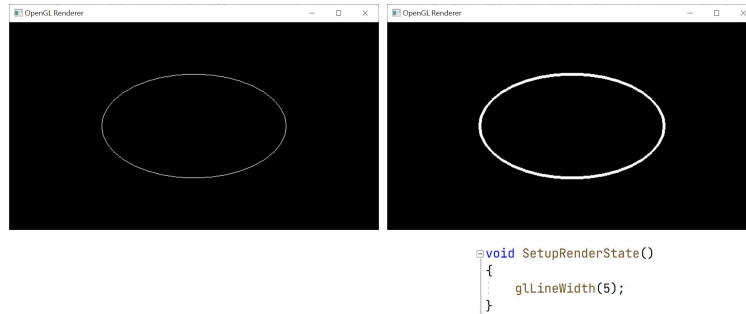 OpenGL Renderer
OpenGL Renderer
void SetupRenderState()
{
    glLineWidth(5);
}